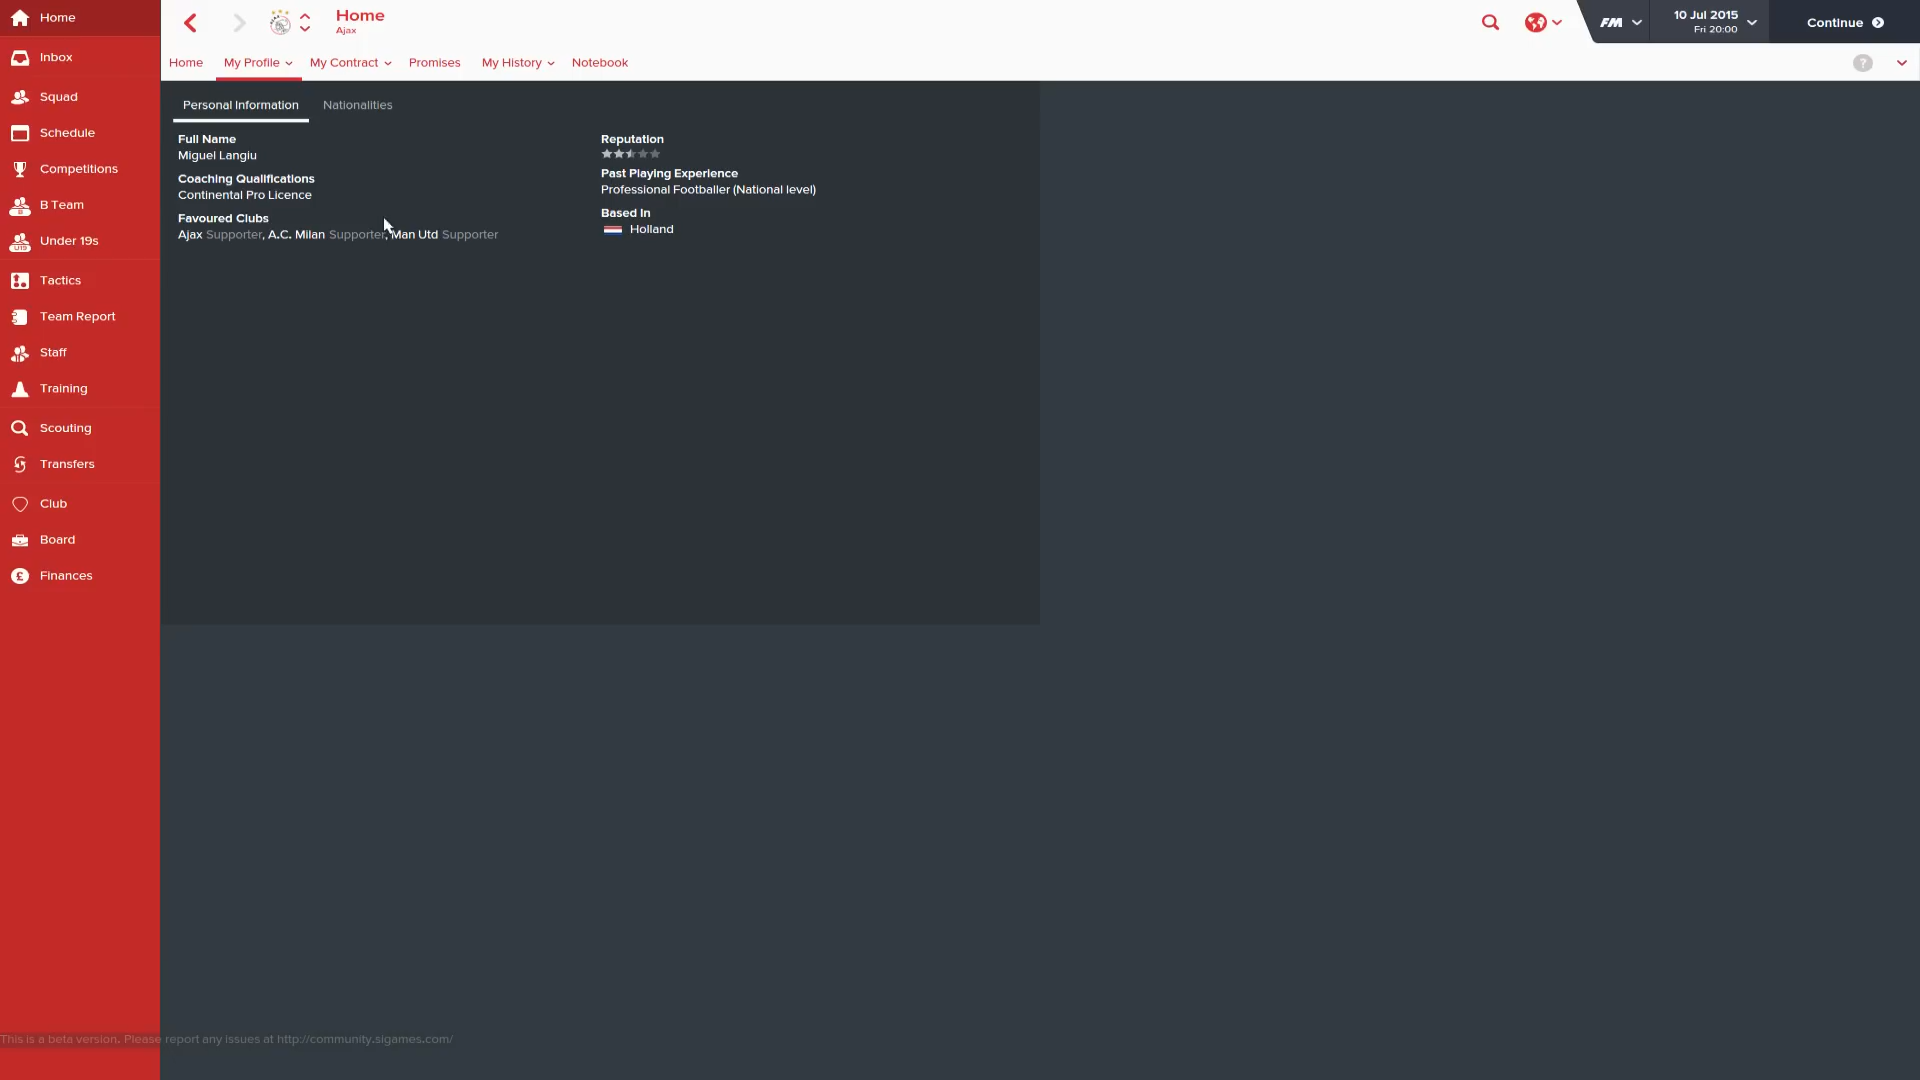 Home
Inbox
Squad
Schedule
Competitions
B Team
Under 19s
Tactics
Team Report
Staff
Training
Scouting
Transfers
Club
Board
Finances
Home
Ajax
FM
10 Jul 2015
Fri 20:00
Continue
Home My Profile My Contract Promises My History Notebook
?
Personal Information Nationalities
Full Name
Miguel Langiu
Coaching Qualifications
Continental Pro Licence
Favoured Clubs
Ajax Supporter, A.C. Milan Supporter, Man Utd Supporter
Reputation
Past Playing Experience
Professional Footballer (National level)
Based In
Holland
This is a beta version. Please report any issues at http://community.sigames.com/